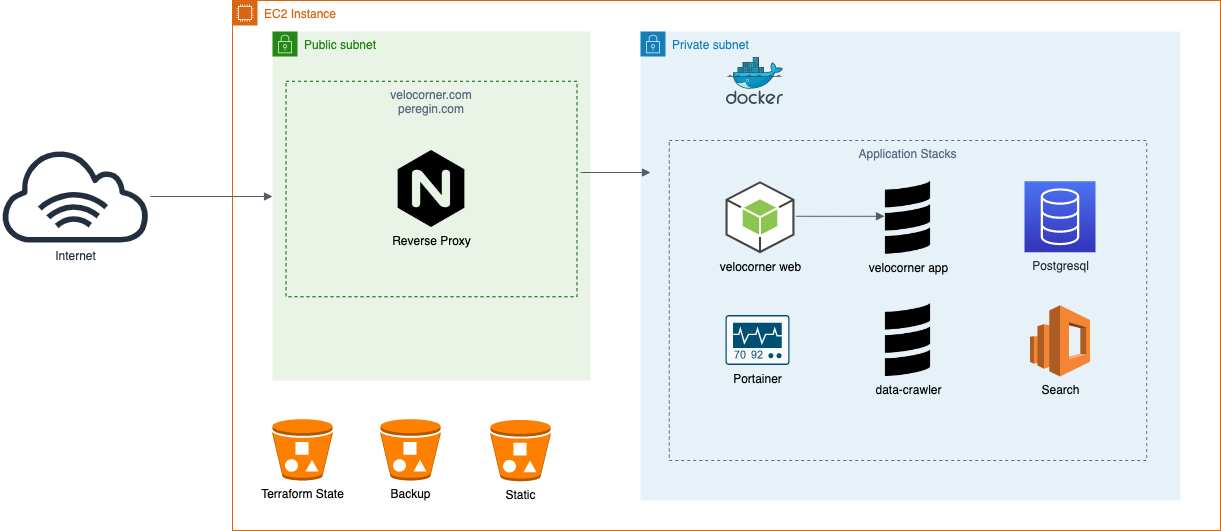 EC2 Instance
Public subnet
Private subnet
docker
velocorner.com
peregin.com
Application Stacks
Internet
Reverse Proxy
velocorner web
velocorner app
Postgresql
70 92
Portainer
data-crawler
Search
Terraform State
Backup
Static